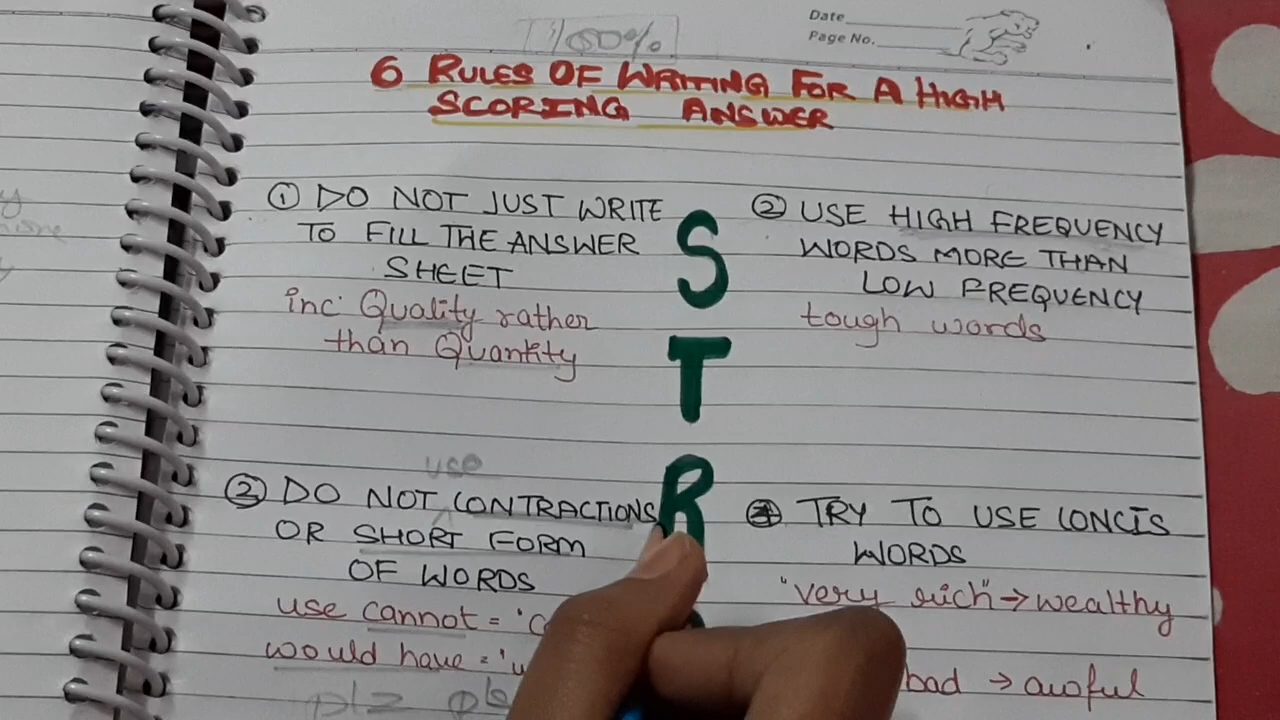 100%
Date
Page No.
6 RULES OF WRITING FOR A HIGH
SCORING ANSWER
① DO NOT JUST WRITE
TO FILL THE ANSWER
SHEET
inc. Quality rather
than Quantity
② USE HIGH FREQUENCY
WORDS MORE THAN
LOW FREQUENCY
tough words
S
T
R
use
③ DO NOT CONTRACTIONS
OR SHORT FORM
OF WORDS
use cannot = 'c
would have = 'w
plz
④ TRY TO USE CONCIS
WORDS
"very rich" → wealthy
bad → awful